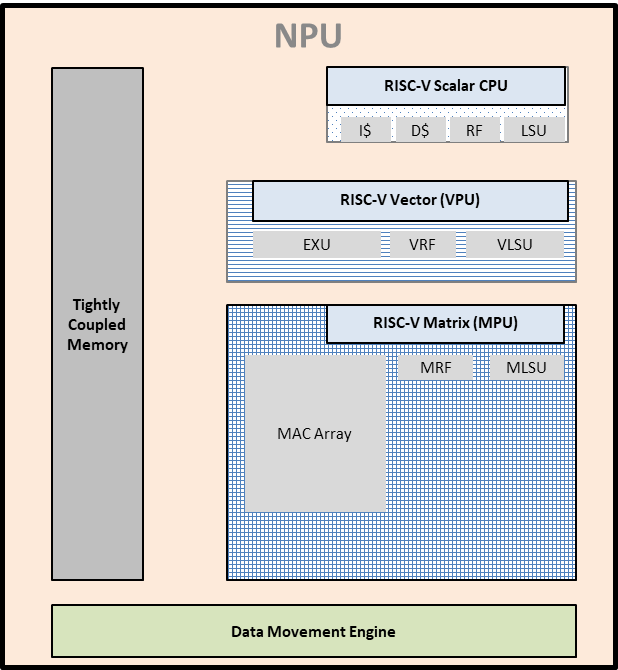 NPU
RISC-V Scalar CPU
I$ D$ RF LSU
RISC-V Vector (VPU)
EXU VRF VLSU
Tightly
Coupled
Memory
RISC-V Matrix (MPU)
MRF MLSU
MAC Array
Data Movement Engine